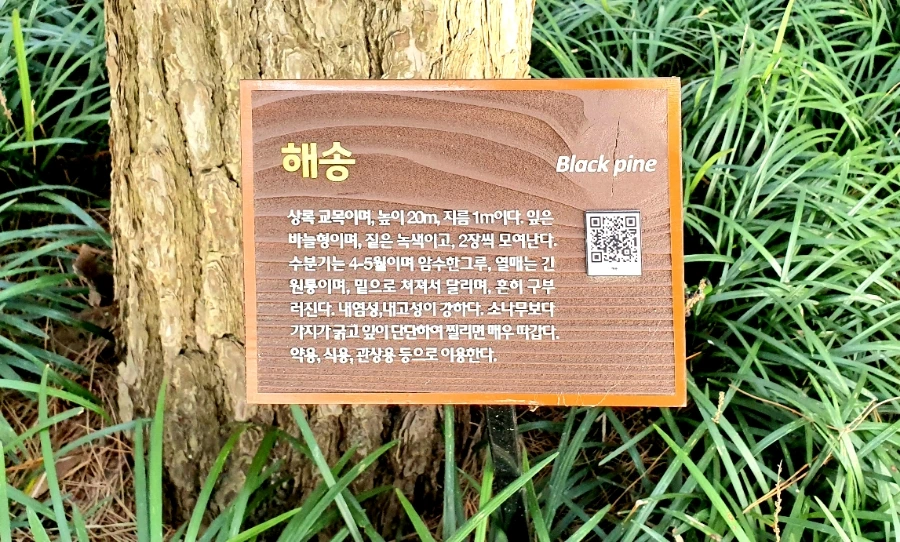 해송
Black pine
상록 교목이며, 높이 20m, 지름 1m이다. 잎은
바늘형이며, 짙은 녹색이고, 2장씩 모여난다.
수분기는 4-5월이며 암수한그루, 열매는 긴
원통이며, 밑으로 쳐져서 달리며, 흔히 구부
러진다. 내염성,내고성이 강하다. 소나무보다
가지가 굵고 잎이 단단하여 찔리면 매우 따갑다.
약용, 식용, 관상용 등으로 이용한다.